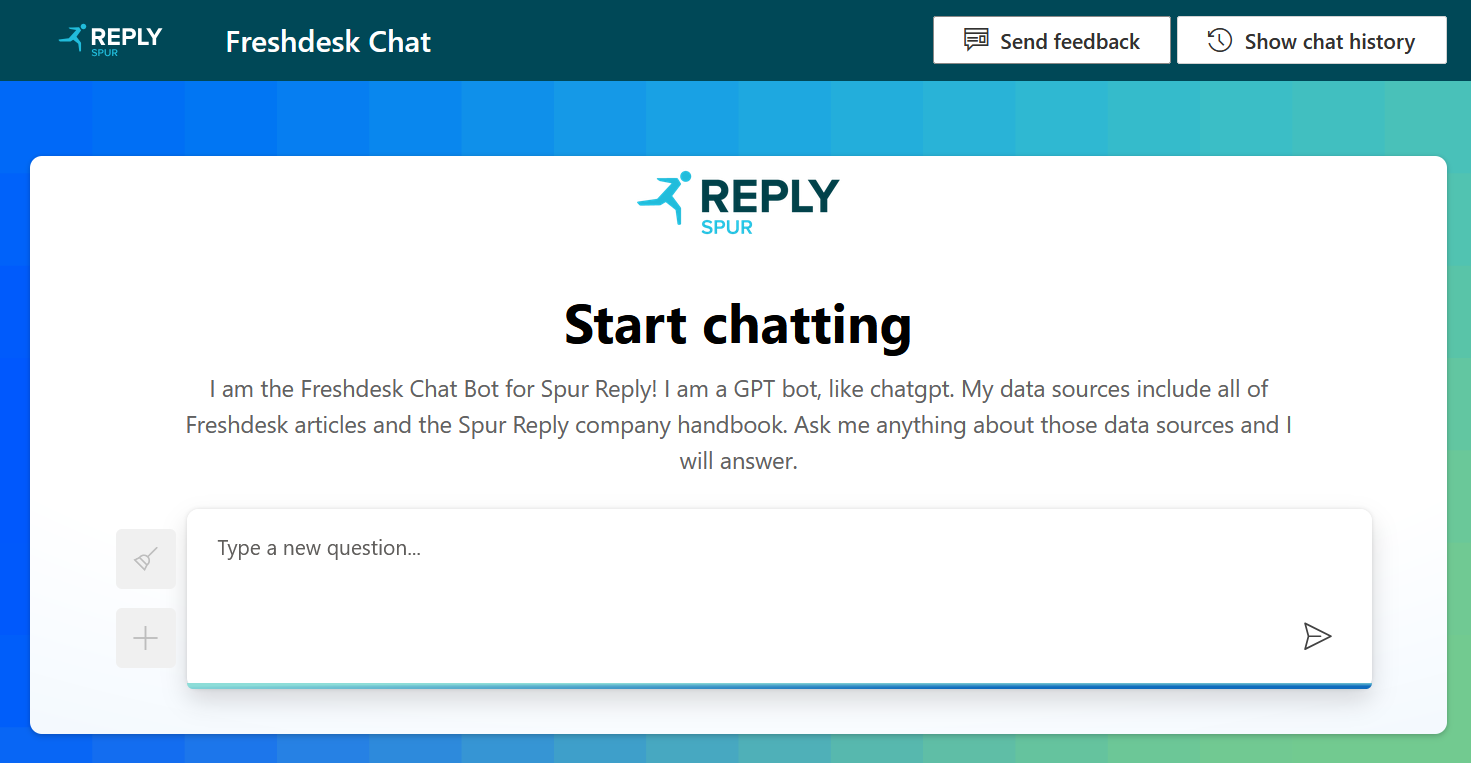 REPLY
SPUR
Freshdesk Chat
Send feedback
Show chat history
REPLY
SPUR
Start chatting
I am the Freshdesk Chat Bot for Spur Reply! I am a GPT bot, like chatgpt. My data sources include all of
Freshdesk articles and the Spur Reply company handbook. Ask me anything about those data sources and I
will answer.
Type a new question...